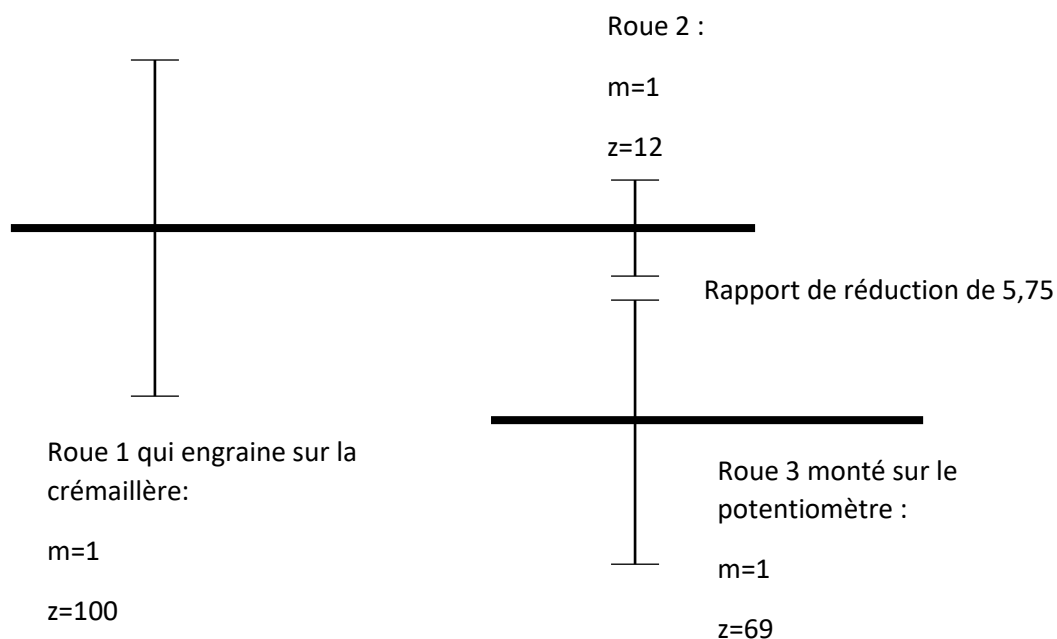 Roue 2 :
m=1
z=12
Rapport de réduction de 5,75
Roue 1 qui engraine sur la
crémaillère:
m=1
z=100
Roue 3 monté sur le
potentiomètre :
m=1
z=69